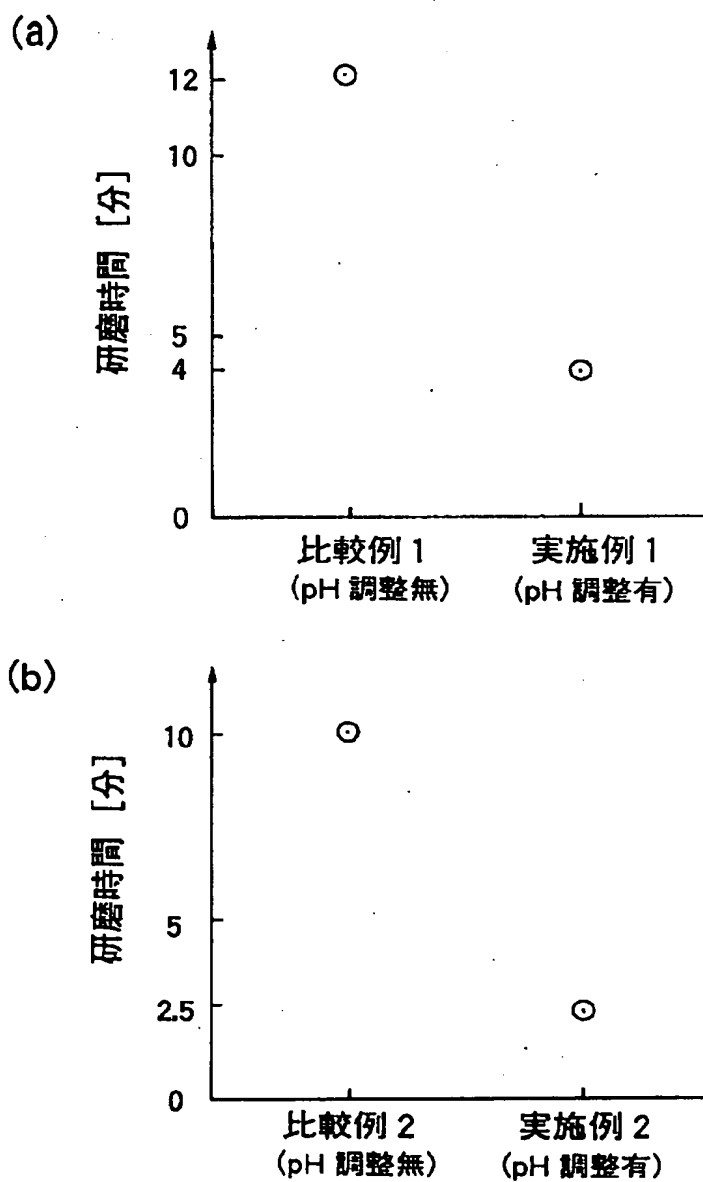 (a)
研磨時間 [分]
12
10
5
4
0
比較例 1
(pH 調整無)
実施例 1
(pH 調整有)
(b)
研磨時間 [分]
10
5
2.5
0
比較例 2
(pH 調整無)
実施例 2
(pH 調整有)